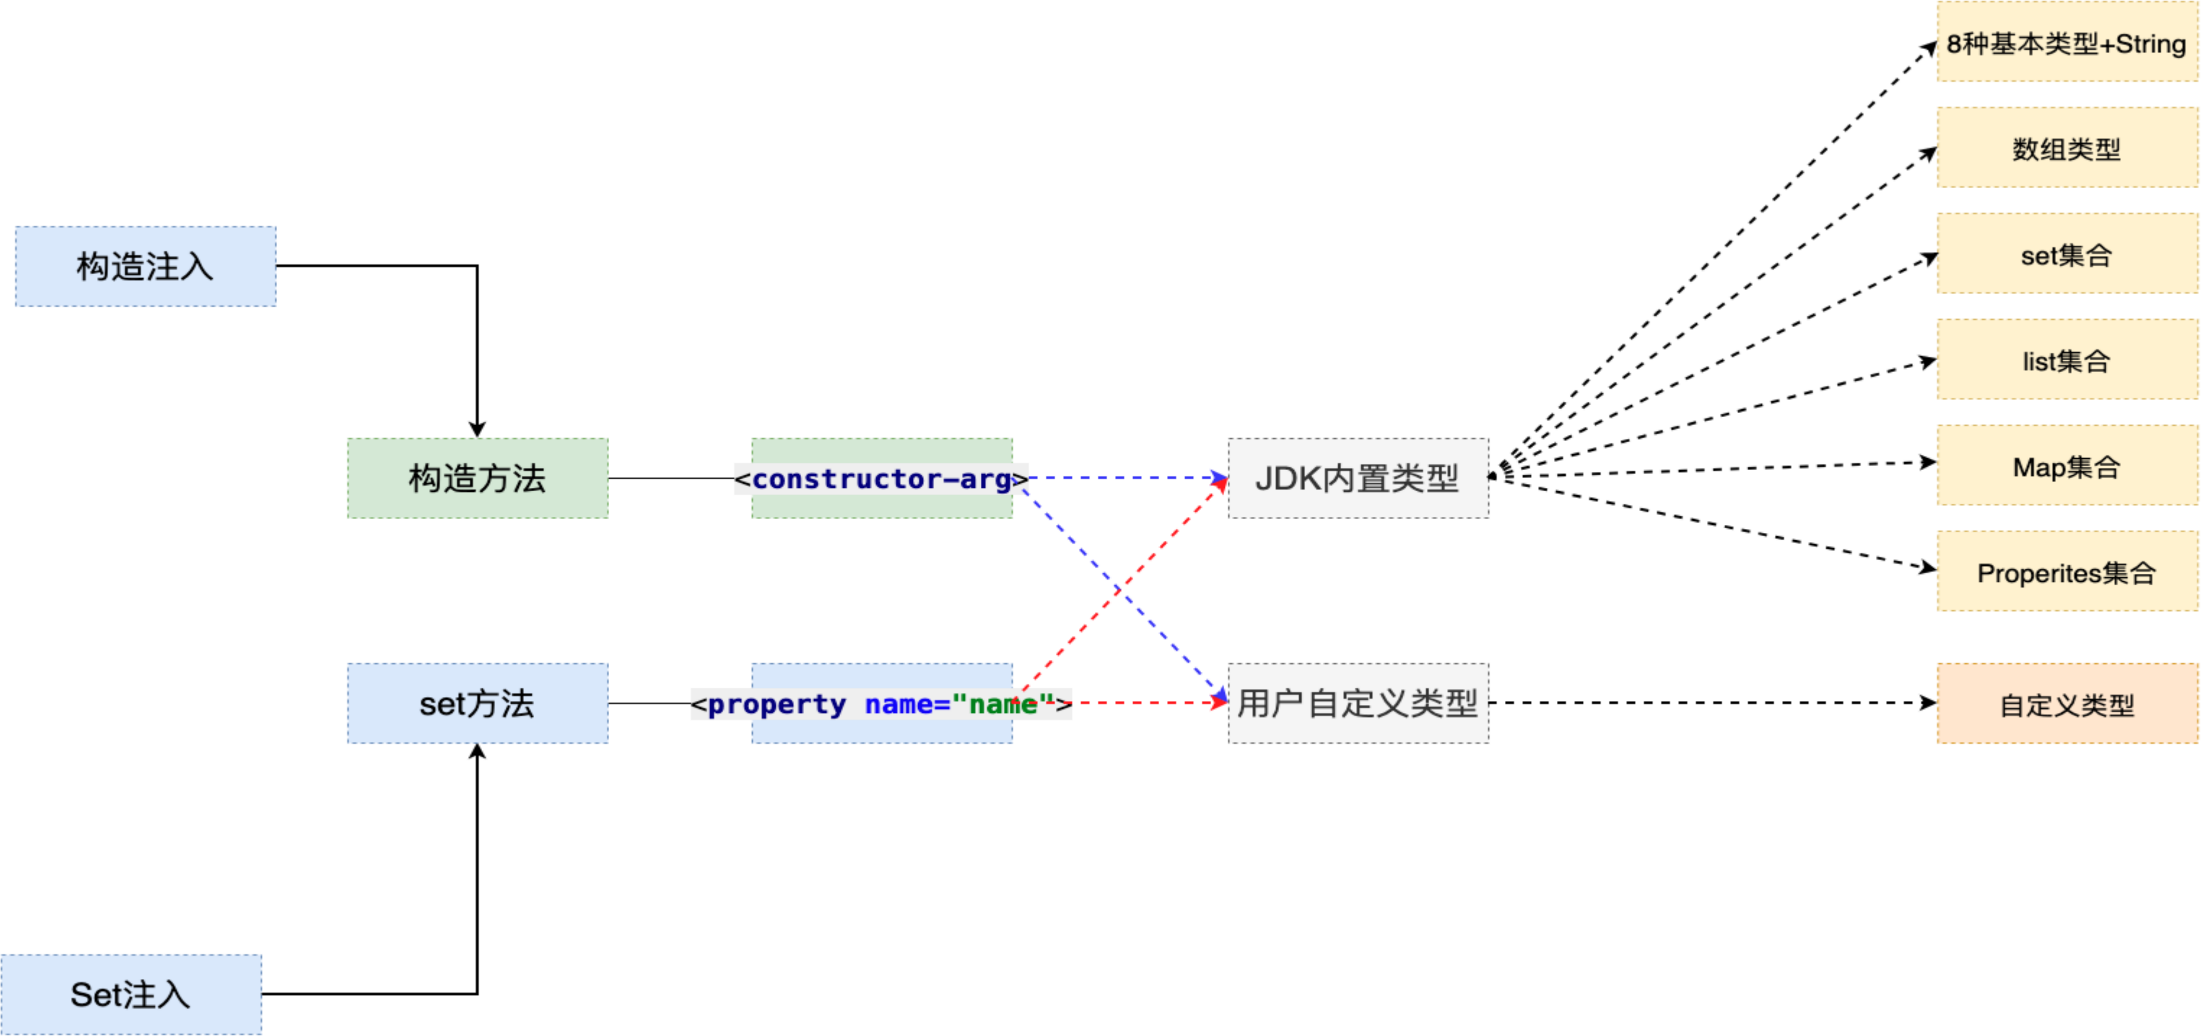 8种基本类型+String
数组类型
构造注入
set集合
list集合
构造方法
<constructor-arg>
JDK内置类型
Map集合
Properites集合
set方法
<property name="name">
用户自定义类型
自定义类型
Set注入